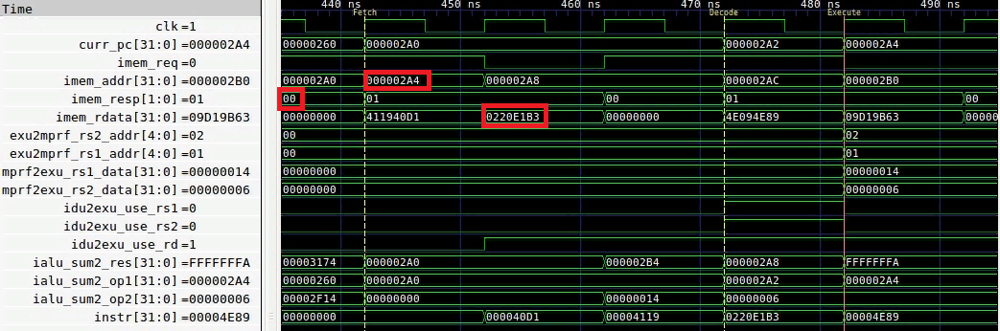 Time
440 ns 450 ns 460 ns 470 ns 480 ns 490 ns
Fetch Decode Execute
clk=1
curr_pc[31:0]=000002A4 00000260 000002A0 000002A2 000002A4
imem_req=0
imem_addr[31:0]=000002B0 000002A0 000002A4 000002A8 000002AC 000002B0
imem_resp[1:0]=01 00 01 00 01 00
imem_rdata[31:0]=09D19B63 00000000 411940D1 0220E1B3 00000000 4E094E89 09D19B63 00000
exu2mprf_rs2_addr[4:0]=02 00 02
exu2mprf_rs1_addr[4:0]=01 00 01
mprf2exu_rs1_data[31:0]=00000014 00000000 00000014
mprf2exu_rs2_data[31:0]=00000006 00000000 00000006
idu2exu_use_rs1=0
idu2exu_use_rs2=0
idu2exu_use_rd=1
ialu_sum2_res[31:0]=FFFFFFFA 00003174 000002A0 000002B4 000002A8 FFFFFFFA
ialu_sum2_op1[31:0]=000002A4 00000260 000002A0 000002A2 000002A4
ialu_sum2_op2[31:0]=00000006 00002F14 00000000 00000014 00000006
instr[31:0]=00004E89 00000000 000040D1 00004119 0220E1B3 00004E89